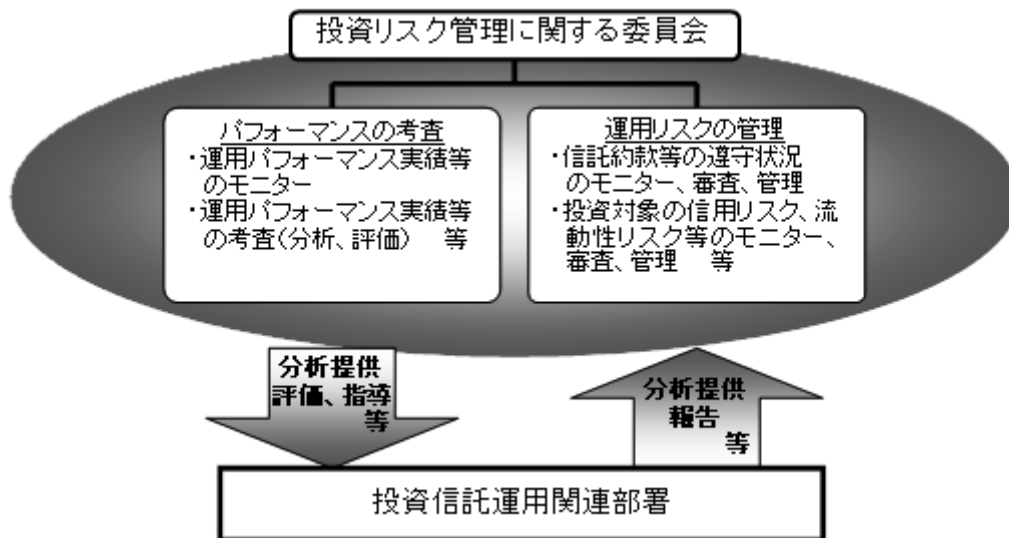 投資リスク管理に関する委員会
パフォーマンスの考査
・運用パフォーマンス実績等
のモニター
・運用パフォーマンス実績等
の考査(分析、評価) 等
運用リスクの管理
・信託約款等の遵守状況
のモニター、審査、管理
・投資対象の信用リスク、流
動性リスク等のモニター、
審査、管理 等
分析提供
評価、指導
等
分析提供
報告
等
投資信託運用関連部署